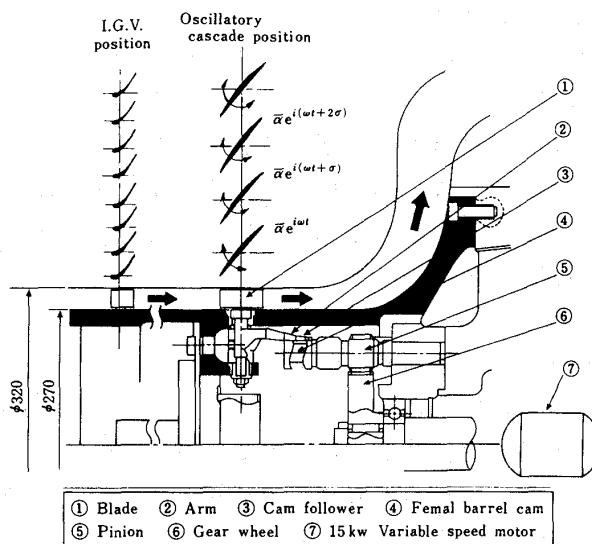 I.G.V.
position
Oscillatory
cascade position
ᾱe^{i(ωt+2σ)}
ᾱe^{i(ωt+σ)}
ᾱe^{iωt}
①
②
③
④
⑤
⑥
⑦
φ320
φ270
① Blade ② Arm ③ Cam follower ④ Femal barrel cam
⑤ Pinion ⑥ Gear wheel ⑦ 15kw Variable speed motor